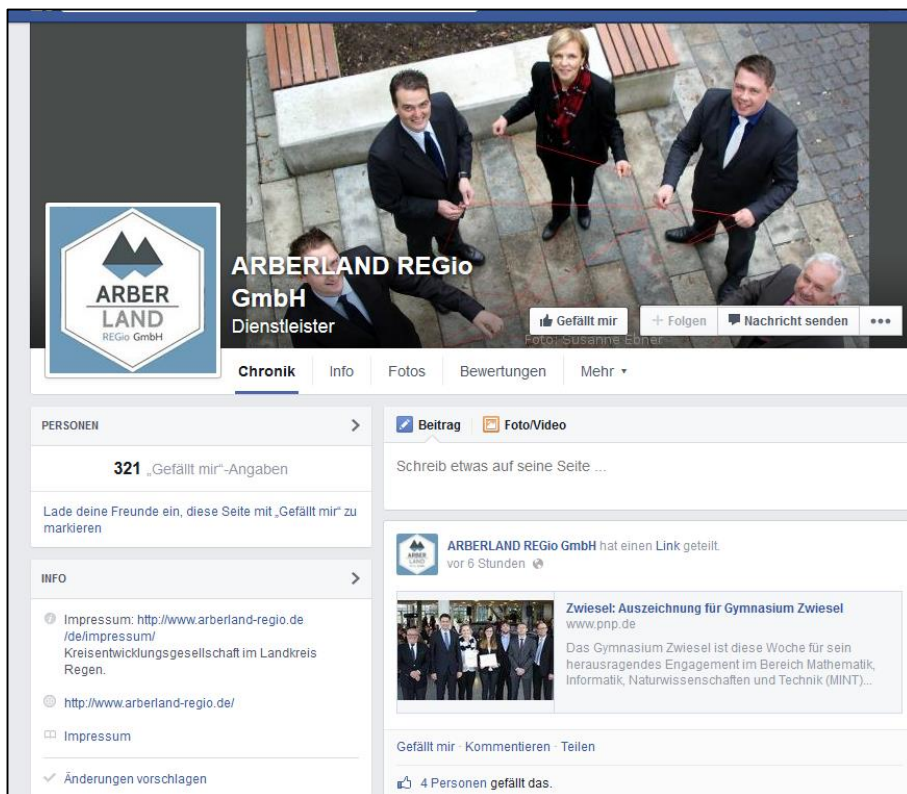 ARBER
LAND
REGio GmbH
ARBERLAND REGio
GmbH
Dienstleister
Gefällt mir
+ Folgen
Nachricht senden
Foto: Susanne Ebner
Chronik
Info
Fotos
Bewertungen
Mehr
PERSONEN
321 „Gefällt mir“-Angaben
Lade deine Freunde ein, diese Seite mit „Gefällt mir“ zu
markieren
INFO
Impressum: http://www.arberland-regio.de
/de/impressum/
Kreisentwicklungsgesellschaft im Landkreis
Regen.
http://www.arberland-regio.de/
Impressum
Änderungen vorschlagen
Beitrag
Foto/Video
Schreib etwas auf seine Seite ...
ARBER
LAND
ARBERLAND REGio GmbH hat einen Link geteilt.
vor 6 Stunden
Zwiesel: Auszeichnung für Gymnasium Zwiesel
www.pnp.de
Das Gymnasium Zwiesel ist diese Woche für sein
herausragendes Engagement im Bereich Mathematik,
Informatik, Naturwissenschaften und Technik (MINT)...
Gefällt mir · Kommentieren · Teilen
4 Personen gefällt das.